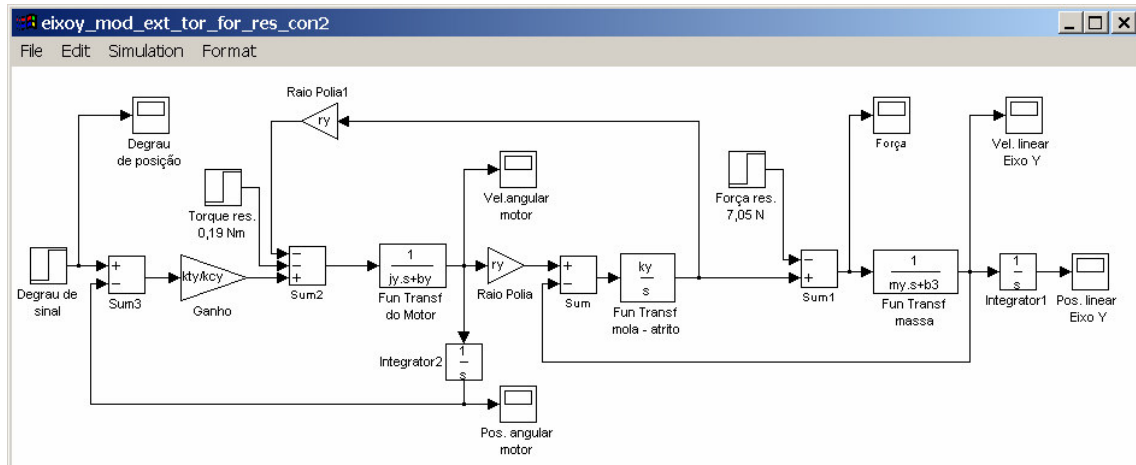 eixoy_mod_ext_tor_for_res_con2
File Edit Simulation Format
Raio Polia1
ry
Degrau
de posição
Torque res.
0,19 Nm
Vel.angular
motor
Força res.
7,05 N
Força
Vel. linear
Eixo Y
Degrau de
sinal
+
−
Sum3
kty/kcy
Ganho
−
−
+
Sum2
1
jy.s+by
Fun Transf
do Motor
ry
Raio Polia
+
−
Sum
ky
s
Fun Transf
mola - atrito
−
+
Sum1
1
my.s+b3
Fun Transf
massa
1
s
Integrator1
Pos. linear
Eixo Y
Integrator2
1
s
Pos. angular
motor